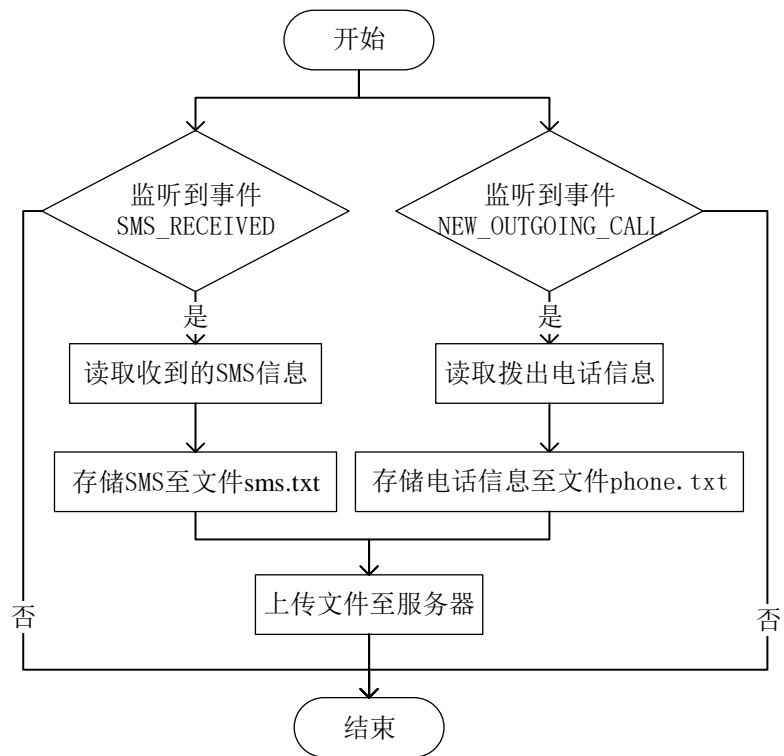 开始
监听到事件
SMS_RECEIVED
监听到事件
NEW_OUTGOING_CALL
是
是
读取收到的SMS信息
读取拨出电话信息
存储SMS至文件sms.txt
存储电话信息至文件phone.txt
上传文件至服务器
否
否
结束